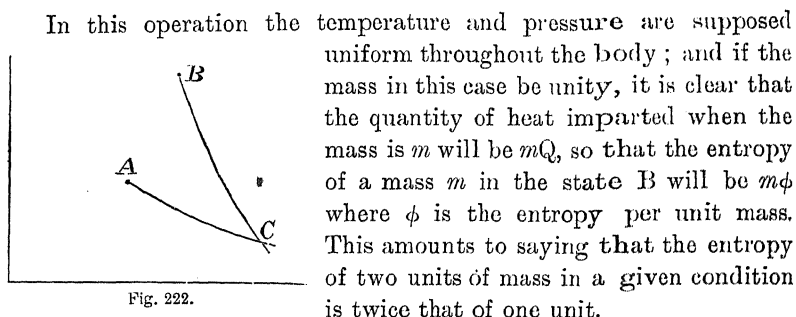 In this operation the temperature and pressure are supposed
uniform throughout the body ; and if the
mass in this case be unity, it is clear that
the quantity of heat imparted when the
mass is m will be mQ, so that the entropy
of a mass m in the state B will be mϕ
where ϕ is the entropy per unit mass.
This amounts to saying that the entropy
of two units of mass in a given condition
is twice that of one unit.
B
A
C
Fig. 222.